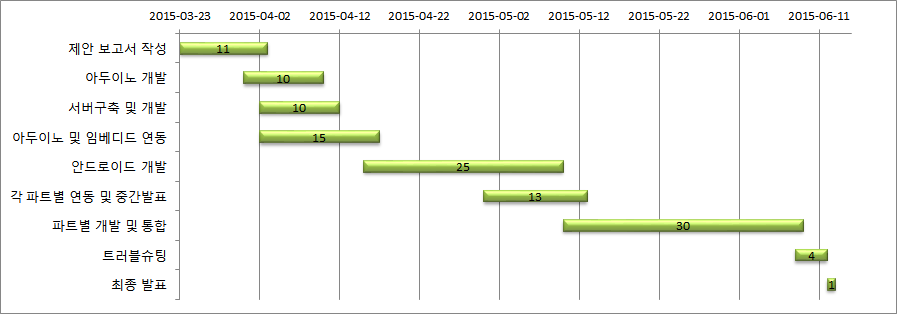 2015-03-23 2015-04-02 2015-04-12 2015-04-22 2015-05-02 2015-05-12 2015-05-22 2015-06-01 2015-06-11
제안 보고서 작성 11
아두이노 개발 10
서버구축 및 개발 10
아두이노 및 임베디드 연동 15
안드로이드 개발 25
각 파트별 연동 및 중간발표 13
파트별 개발 및 통합 30
트러블슈팅 4
최종 발표 1